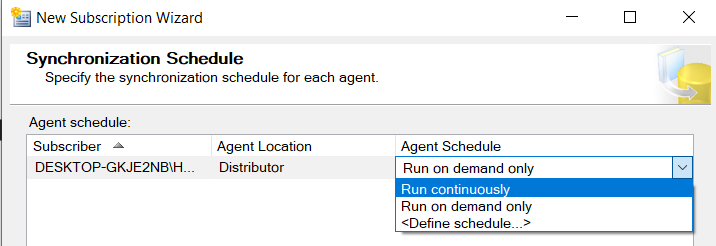 New Subscription Wizard
Synchronization Schedule
Specify the synchronization schedule for each agent.
Agent schedule:
Subscriber Agent Location Agent Schedule
DESKTOP-GKJE2NB\H... Distributor Run on demand only
Run continuously
Run on demand only
<Define schedule...>